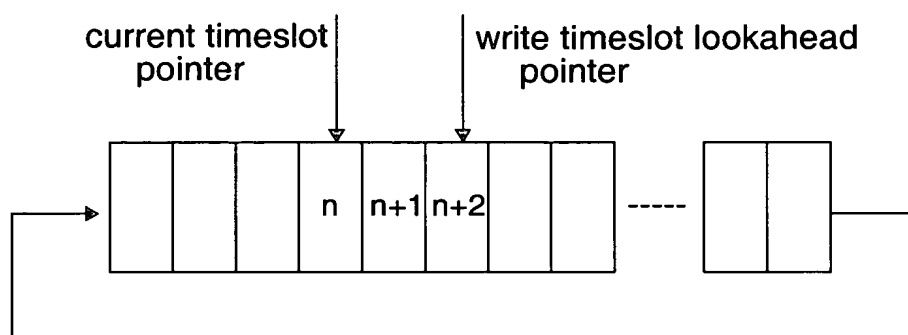 current timeslot
pointer
write timeslot lookahead
pointer
n
n+1
n+2